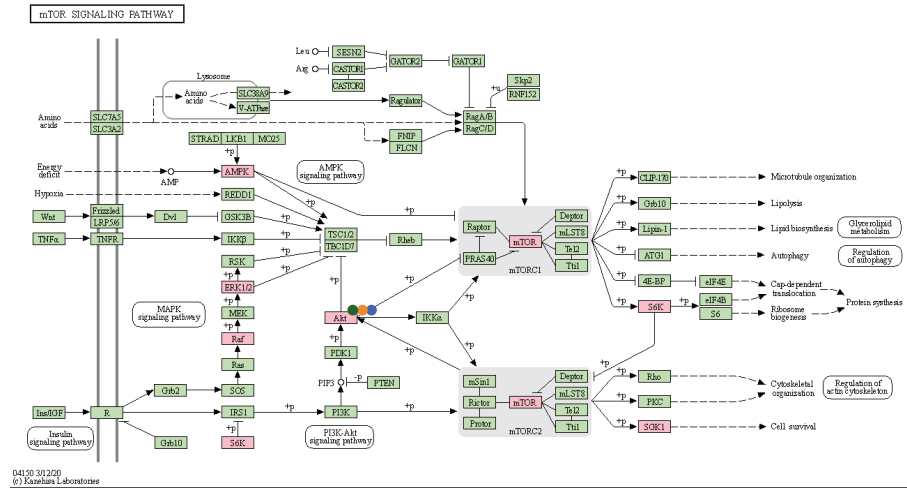 mTOR SIGNALING PATHWAY
Leu
SESN2
GATOR2
GATOR1
Arg
CASTOR1
CASTOR2
Skp2
RNF152
+u
Lysosome
Amino
acids
SLC38A9
V-ATPase
Ragulator
RagA/B
RagC/D
Amino
acids
SLC7A5
SLC3A2
FNIP
FLCN
STRAD
LKB1
MO25
+p
Energy
deficit
AMP
AMPK
AMPK
signaling pathway
Hypoxia
REDD1
+p
+p
+p
Wnt
Frizzled
LRP5/6
Dvl
GSK3B
+p
TNFα
TNFR
IKKβ
+p
TSC1/2
TBC1D7
Rheb
+p
Raptor
mTOR
PRAS40
Deptor
mLST8
Tel2
Tti1
mTORC1
RSK
+p
ERK1/2
+p
+p
MEK
+p
Raf
Ras
SOS
Grb2
MAPK
signaling pathway
+p
Akt
+p
IKKα
+p
+p
+p
+p
+p
PDK1
PIP3
-p
PTEN
Ins/IGF
R
IRS1
+p
PI3K
+p
Insulin
signaling pathway
Grb10
+p
S6K
PI3K-Akt
signaling pathway
mSin1
Rictor
Protor
mTOR
Deptor
mLST8
Tel2
Tti1
mTORC2
+p
CLIP-170
Microtubule organization
+p
Grb10
Lipolysis
+p
Lipin-1
Lipid biosynthesis
Glycerolipid
metabolism
+p
ATG1
Autophagy
Regulation
of autophagy
+p
4E-BP
eIF4E
Cap-dependent
translocation
+p
S6K
+p
eIF4B
S6
Ribosome
biogenesis
Protein systhesis
+p
+p
Rho
+p
PKC
Cytoskeletal
organization
Regulation of
actin cytoskeleton
+p
SGK1
Cell survival
04150 3/12/20
(c) Kanehisa Laboratories